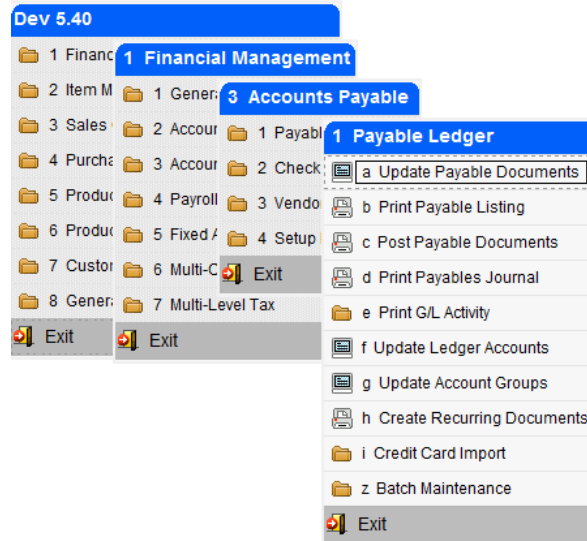 Dev 5.40
1 Financ
2 Item M
3 Sales
4 Purcha
5 Produc
6 Produc
7 Custor
8 Genera
Exit
1 Financial Management
1 Genera
2 Accour
3 Accour
4 Payroll
5 Fixed A
6 Multi-C
7 Multi-Level Tax
Exit
3 Accounts Payable
1 Payabl
2 Check
3 Vendo
4 Setup
Exit
1 Payable Ledger
a Update Payable Documents
b Print Payable Listing
c Post Payable Documents
d Print Payables Journal
e Print G/L Activity
f Update Ledger Accounts
g Update Account Groups
h Create Recurring Documents
i Credit Card Import
z Batch Maintenance
Exit